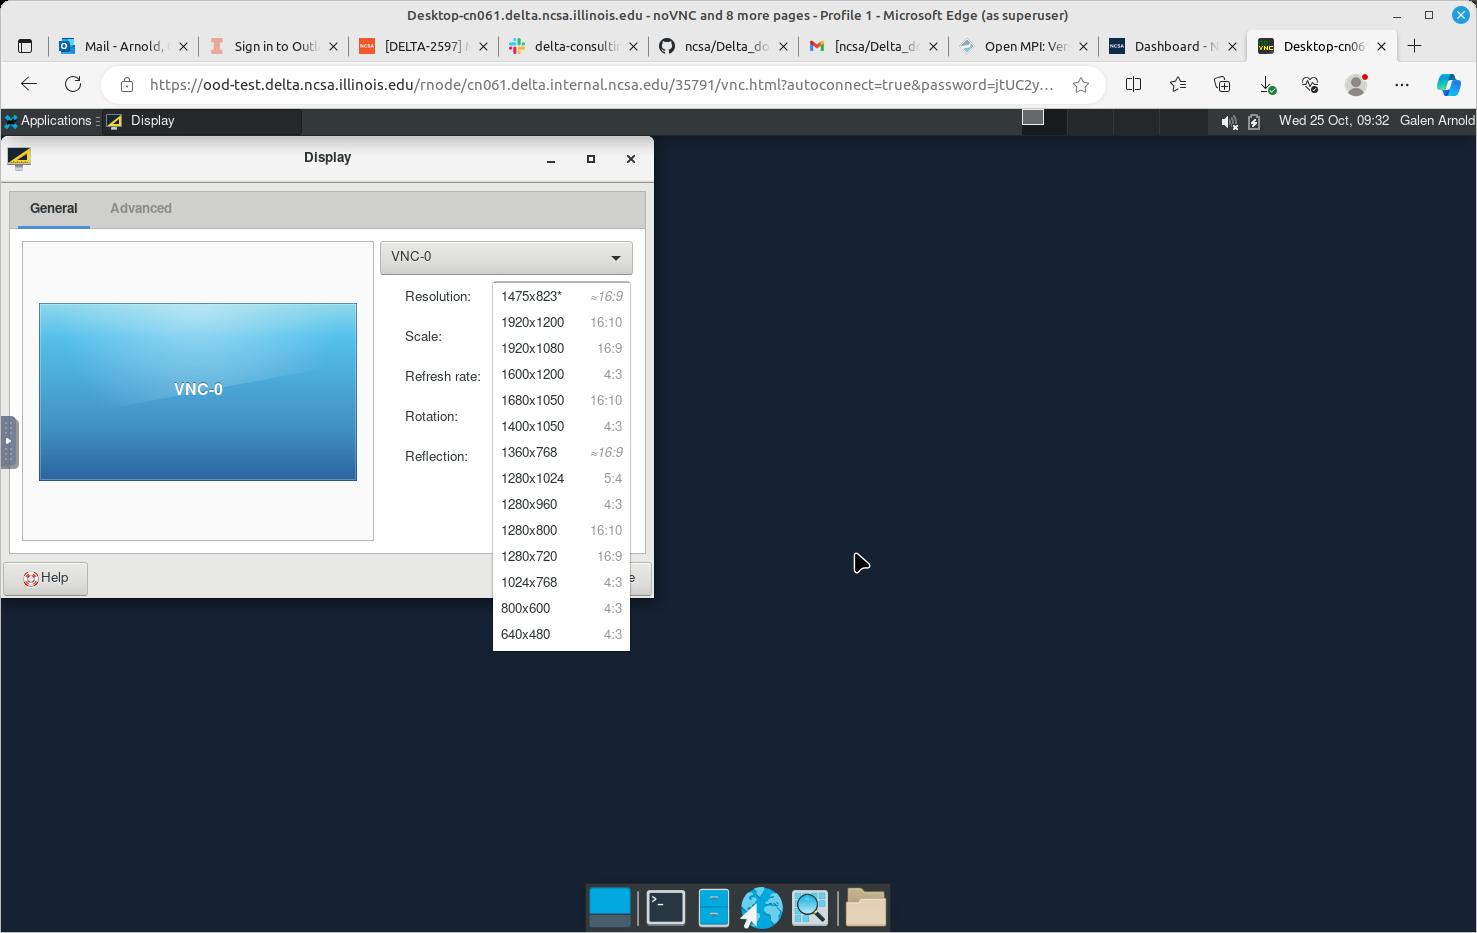 Desktop-cn061.delta.ncsa.illinois.edu - noVNC and 8 more pages - Profile 1 - Microsoft Edge (as superuser)
Mail - Arnold,
Sign in to Outl
NCSA
[DELTA-2597]
delta-consulti
ncsa/Delta_do
[ncsa/Delta_do
Open MPI: Ver
NCSA
Dashboard - N
Desktop-cn06
https://ood-test.delta.ncsa.illinois.edu/rnode/cn061.delta.internal.ncsa.edu/35791/vnc.html?autoconnect=true&password=jtUC2y...
Applications
Display
Wed 25 Oct, 09:32
Galen Arnold
Display
General
Advanced
VNC-0
VNC-0
Resolution:
Scale:
Refresh rate:
Rotation:
Reflection:
1475x823* ≈16:9
1920x1200 16:10
1920x1080 16:9
1600x1200 4:3
1680x1050 16:10
1400x1050 4:3
1360x768 ≈16:9
1280x1024 5:4
1280x960 4:3
1280x800 16:10
1280x720 16:9
1024x768 4:3
800x600 4:3
640x480 4:3
Help
e